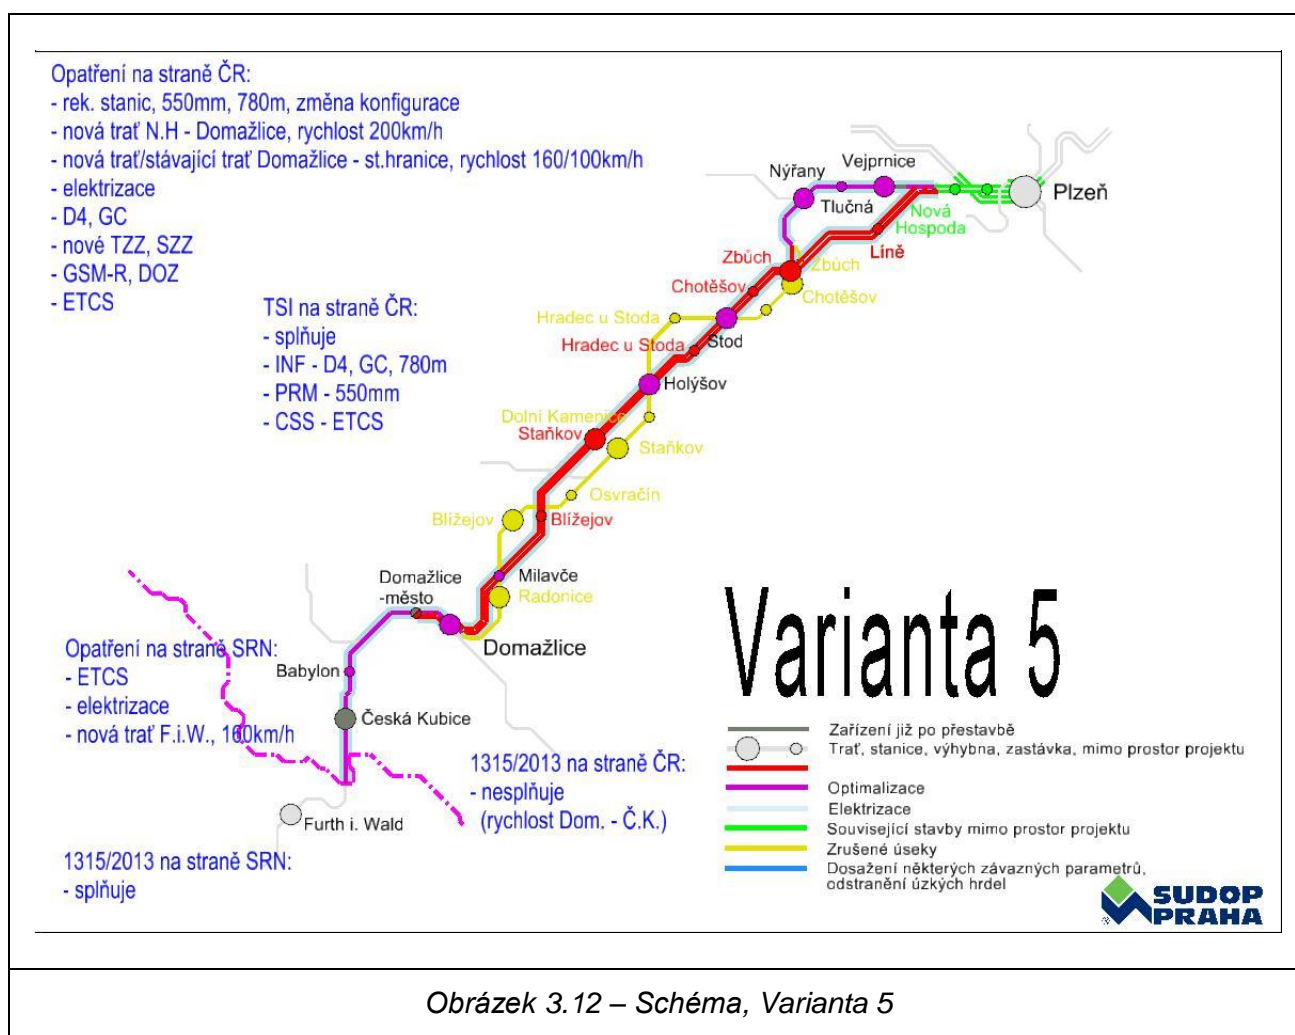 Opatření na straně ČR:
- rek. stanic, 550mm, 780m, změna konfigurace
- nová trať N.H - Domažlice, rychlost 200km/h
- nová trať/stávající trať Domažlice - st.hranice, rychlost 160/100km/h
- elektrizace
- D4, GC
- nové TZZ, SZZ
- GSM-R, DOZ
- ETCS
TSI na straně ČR:
- splňuje
- INF - D4, GC, 780m
- PRM - 550mm
- CSS - ETCS
Vejprnice
Nýřany
Tlučná
Plzeň
Nová
Hospoda
Líně
Zbůch
Zbůch
Chotěšov
Chotěšov
Hradec u Stoda
Hradec u Stoda
Stod
Holýšov
Dolní Kamenice
Staňkov
Staňkov
Osvračín
Blížejov
Blížejov
Milavče
Radonice
Domažlice
-město
Domažlice
Babylon
Česká Kubice
Furth i. Wald
Opatření na straně SRN:
- ETCS
- elektrizace
- nová trať F.i.W., 160km/h
1315/2013 na straně ČR:
- nesplňuje
(rychlost Dom. - Č.K.)
1315/2013 na straně SRN:
- splňuje
Varianta 5
Zařízení již po přestavbě
Trať, stanice, výhybna, zastávka, mimo prostor projektu
Optimalizace
Elektrizace
Související stavby mimo prostor projektu
Zrušené úseky
Dosažení některých závazných parametrů,
odstranění úzkých hrdel
SUDOP
PRAHA
Obrázek 3.12 – Schéma, Varianta 5